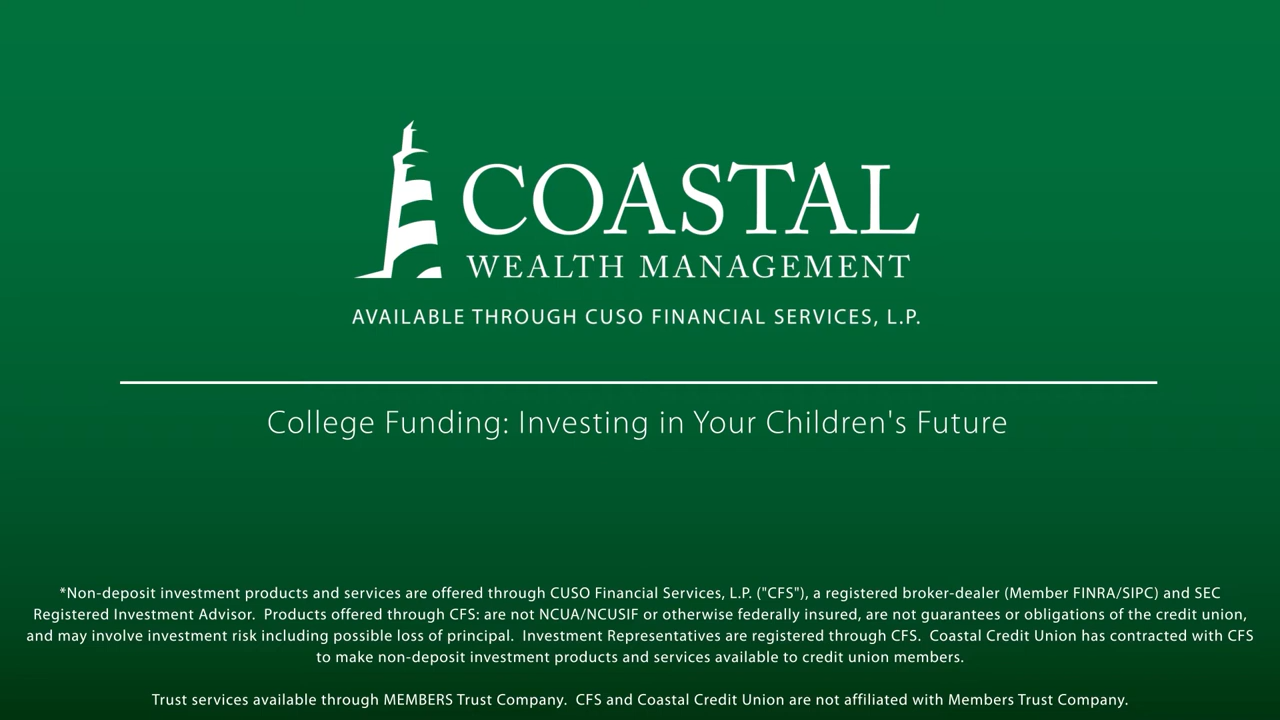 COASTAL
WEALTH MANAGEMENT
AVAILABLE THROUGH CUSO FINANCIAL SERVICES, L.P.
College Funding: Investing in Your Children's Future
*Non-deposit investment products and services are offered through CUSO Financial Services, L.P. ("CFS"), a registered broker-dealer (Member FINRA/SIPC) and SEC
Registered Investment Advisor.  Products offered through CFS: are not NCUA/NCUSIF or otherwise federally insured, are not guarantees or obligations of the credit union,
and may involve investment risk including possible loss of principal.  Investment Representatives are registered through CFS.  Coastal Credit Union has contracted with CFS
to make non-deposit investment products and services available to credit union members.
Trust services available through MEMBERS Trust Company.  CFS and Coastal Credit Union are not affiliated with Members Trust Company.